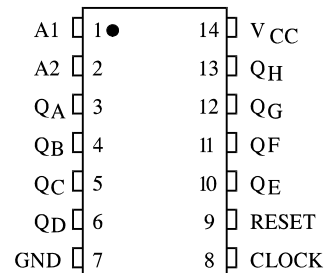 A1 1 14 VCC
A2 2 13 QH
QA 3 12 QG
QB 4 11 QF
QC 5 10 QE
QD 6 9 RESET
GND 7 8 CLOCK